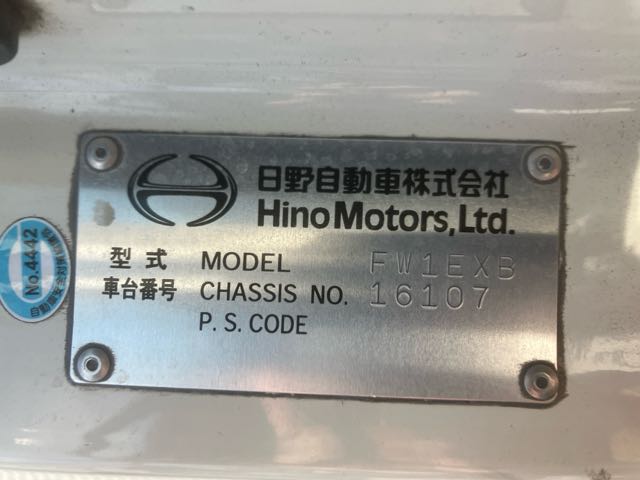 日野自動車株式会社
Hino Motors, Ltd.
型式 MODEL FW1EXB
車台番号 CHASSIS NO. 16107
P.S. CODE
No.4442